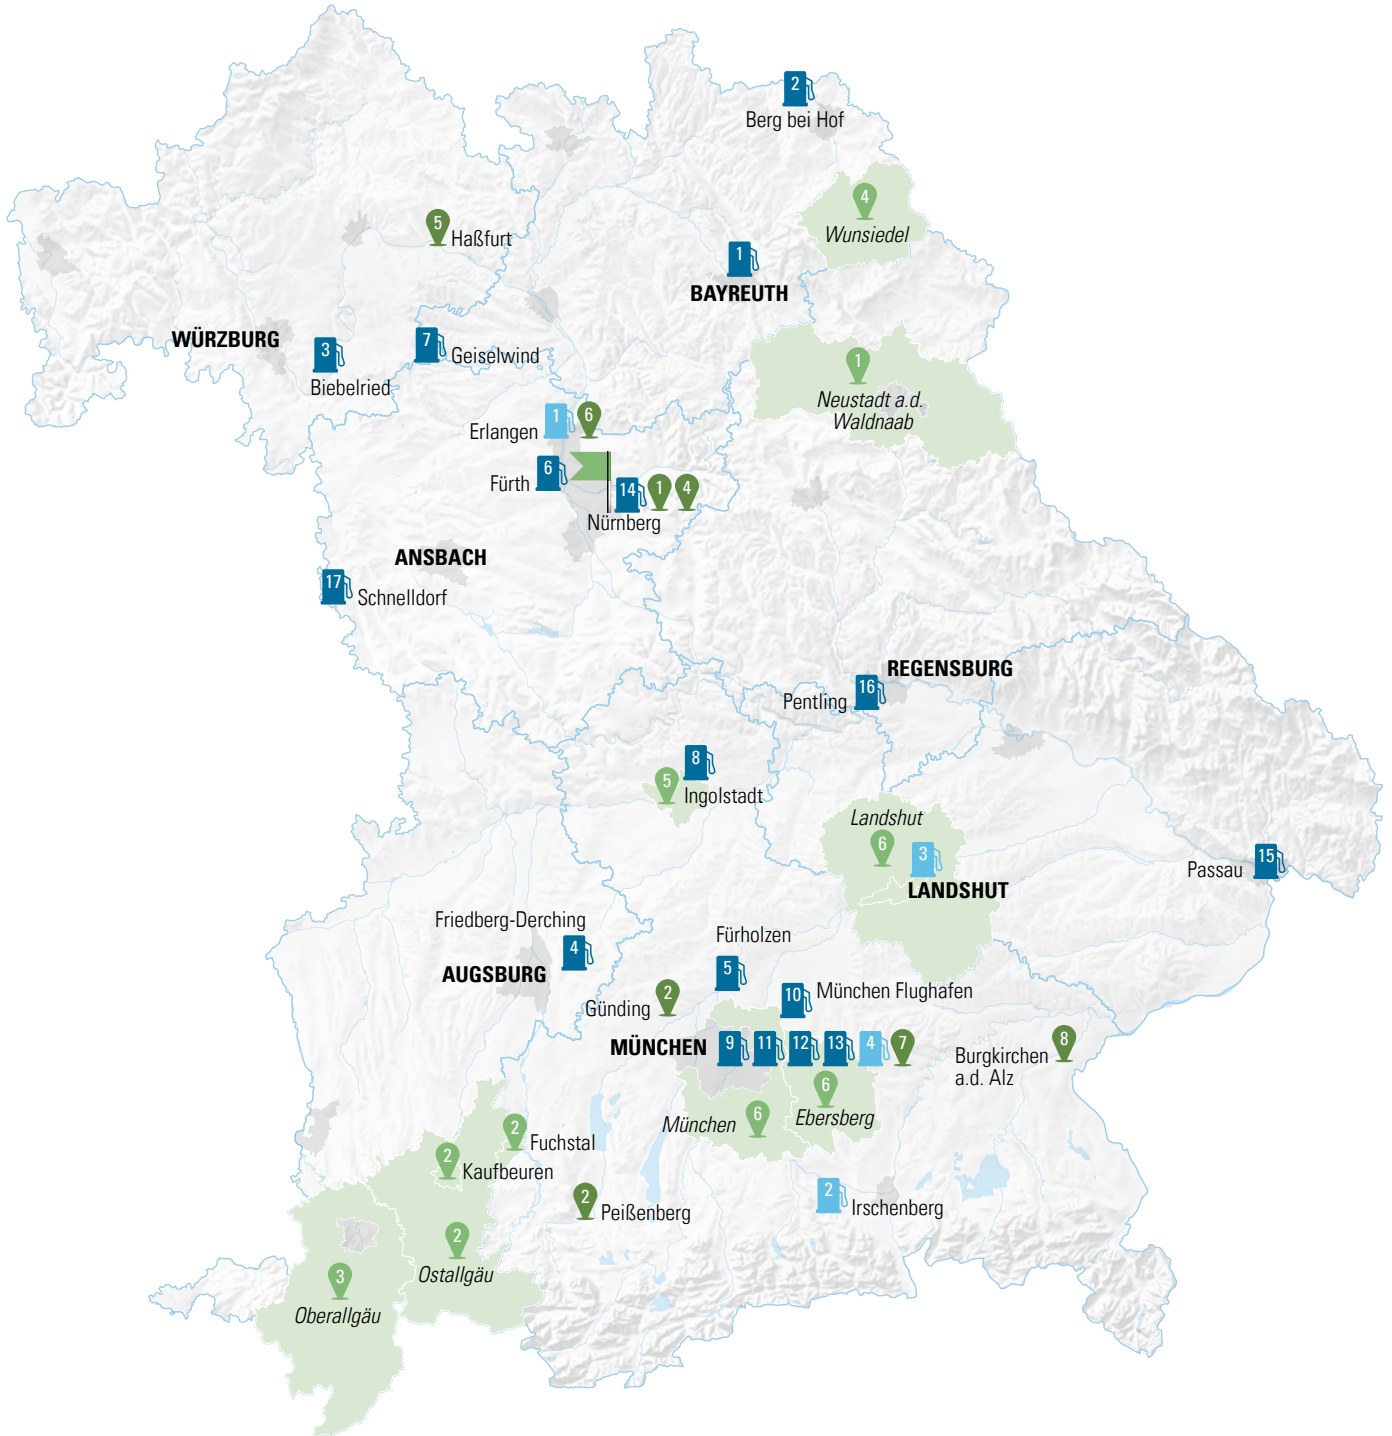 2
Berg bei Hof
4
Wunsiedel
5
Haßfurt
1
BAYREUTH
WÜRZBURG
3
Biebelried
7
Geiselwind
1
Neustadt a.d.
Waldnaab
Erlangen
1
6
Fürth
6
14
1
4
Nürnberg
ANSBACH
17
Schnelldorf
REGENSBURG
Pentling
16
8
5
Ingolstadt
Landshut
6
3
LANDSHUT
Passau
15
Friedberg-Derching
4
AUGSBURG
Fürholzen
5
Günding
2
10
München Flughafen
MÜNCHEN
9
11
12
13
4
7
Burgkirchen
a.d. Alz
8
6
Ebersberg
München
6
2
Fuchstal
2
Kaufbeuren
2
Peißenberg
2
Irschenberg
2
Ostallgäu
3
Oberallgäu